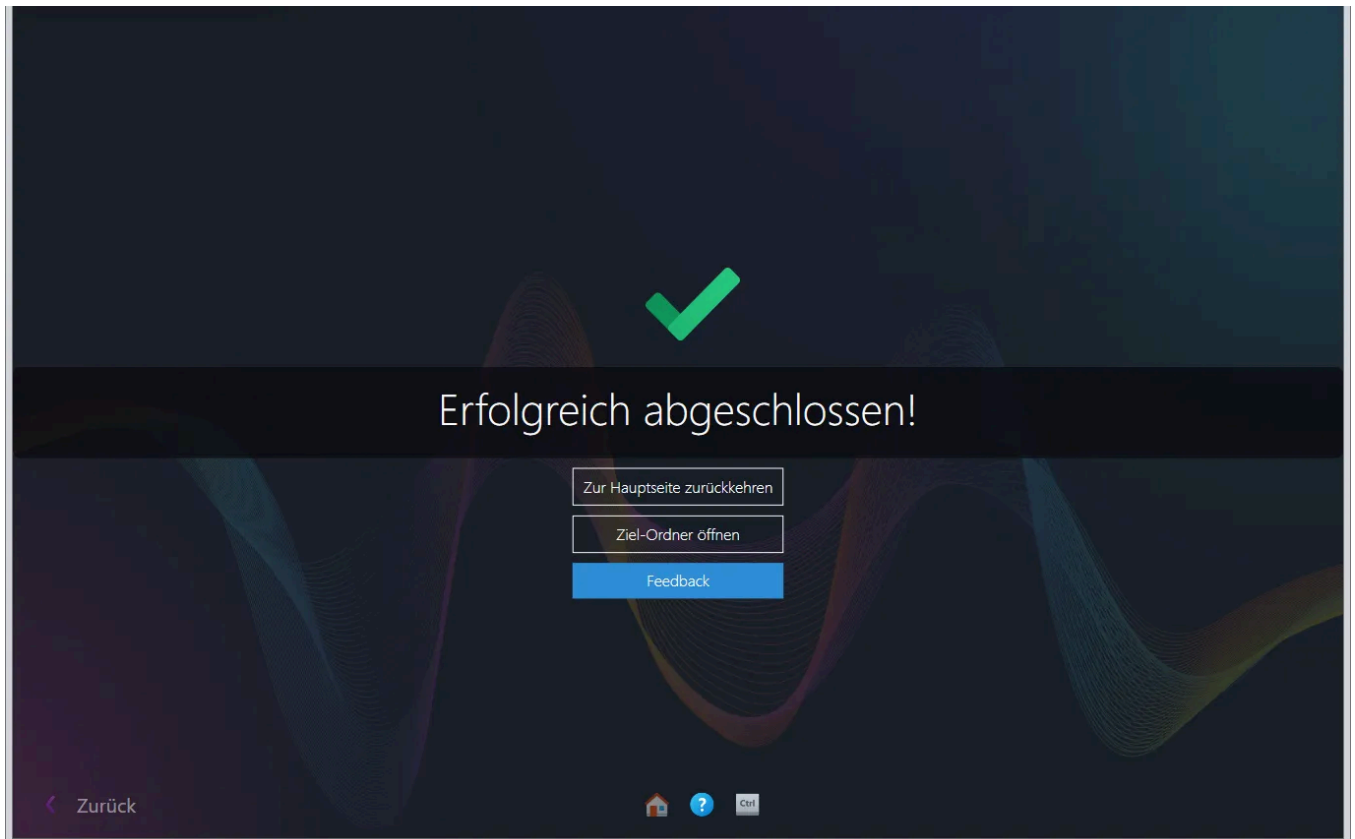 Erfolgreich abgeschlossen!
Zur Hauptseite zurückkehren
Ziel-Ordner öffnen
Feedback
Zurück
?
Ctrl